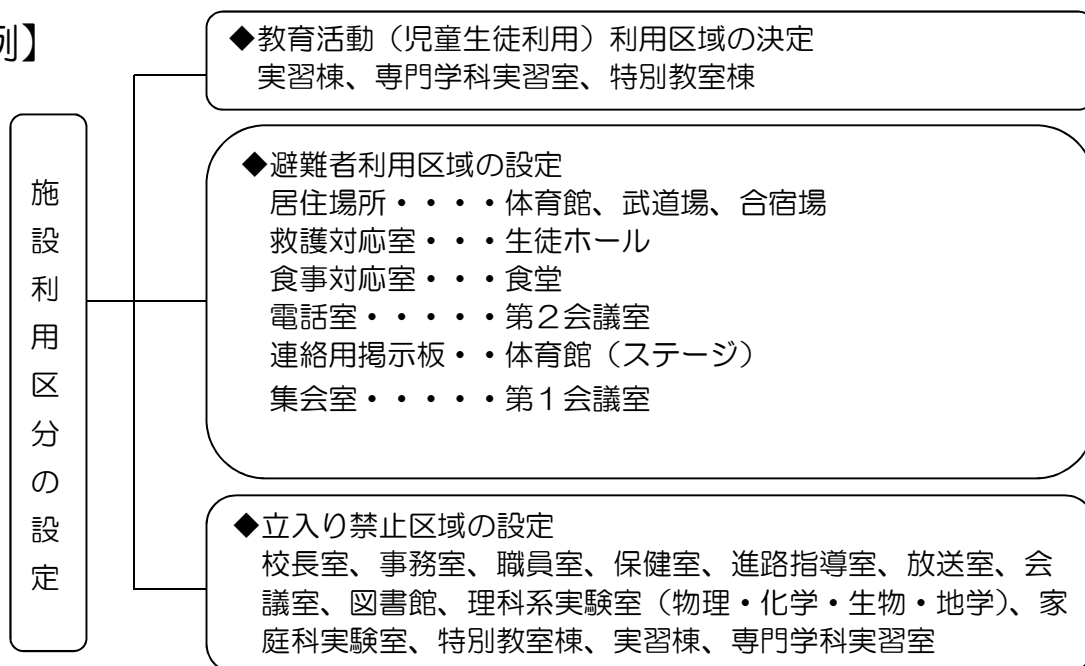 例】
施設利用区分の設定
◆教育活動（児童生徒利用）利用区域の決定
実習棟、専門学科実習室、特別教室棟
◆避難者利用区域の設定
居住場所・・・・体育館、武道場、合宿場
救護対応室・・・生徒ホール
食事対応室・・・食堂
電話室・・・・・第２会議室
連絡用掲示板・・体育館（ステージ）
集会室・・・・・第１会議室
◆立入り禁止区域の設定
校長室、事務室、職員室、保健室、進路指導室、放送室、会
議室、図書館、理科系実験室（物理・化学・生物・地学）、家
庭科実験室、特別教室棟、実習棟、専門学科実習室